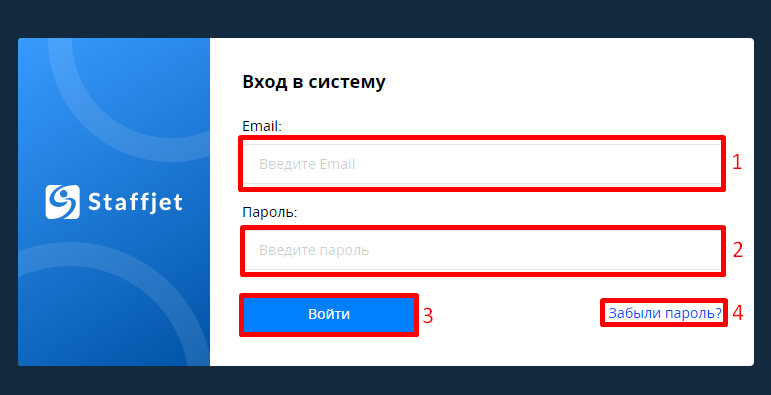 Вход в систему
Email:
Введите Email
1
Staffjet
Пароль:
Введите пароль
2
Войти
3
Забыли пароль?
4